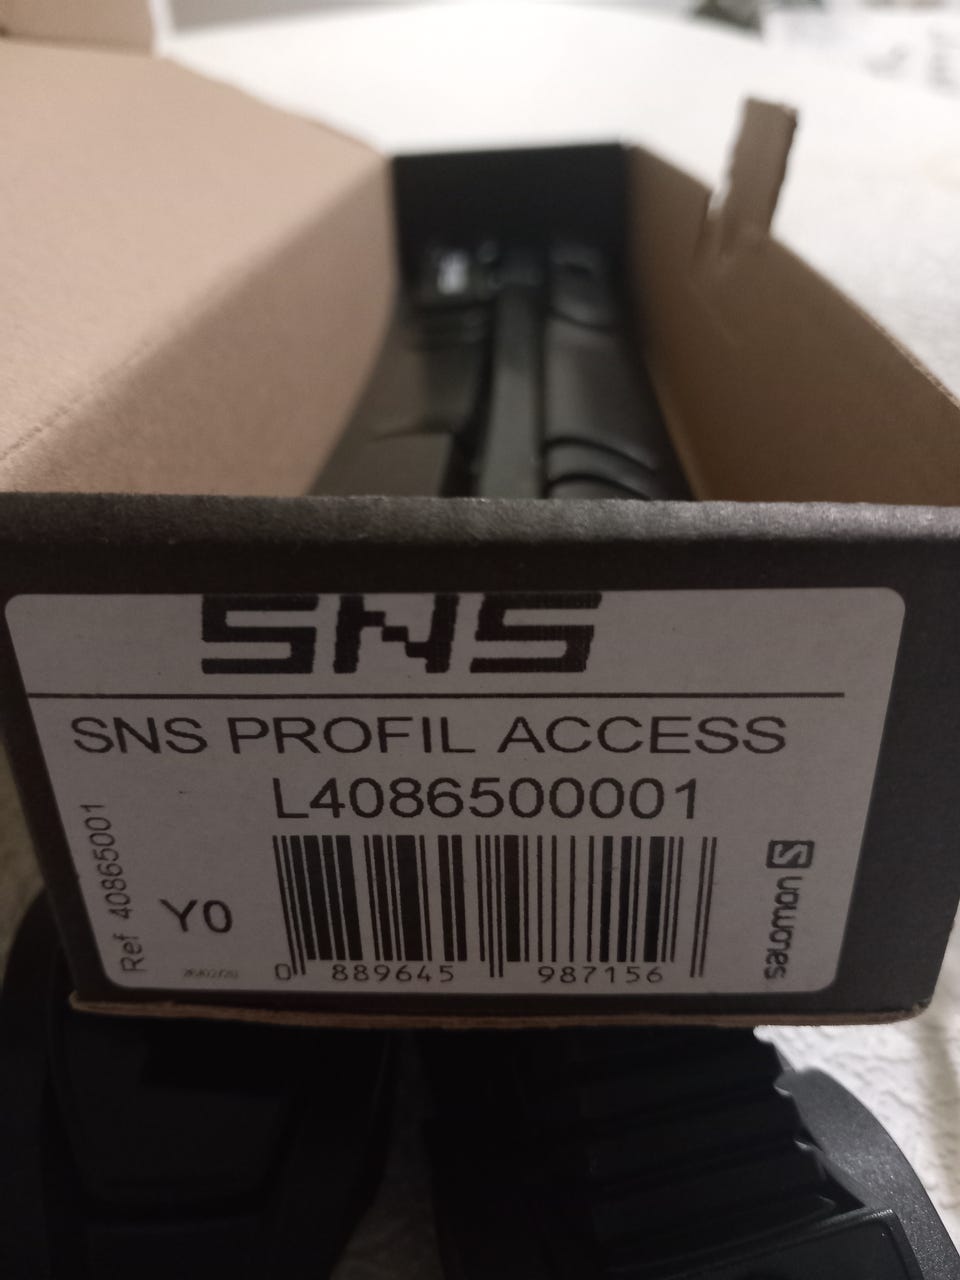 SNS
SNS PROFIL ACCESS
L4086500001
Ref 40865001
Y0
0 889645 987156
salomon S